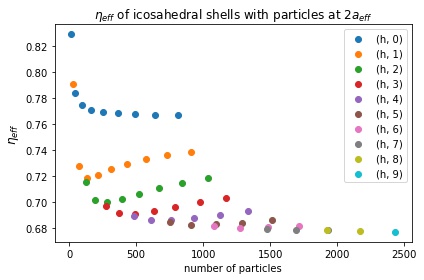 η_eff of icosahedral shells with particles at 2a_eff
0.82
0.80
0.78
0.76
0.74
0.72
0.70
0.68
η_eff
(h, 0)
(h, 1)
(h, 2)
(h, 3)
(h, 4)
(h, 5)
(h, 6)
(h, 7)
(h, 8)
(h, 9)
0 500 1000 1500 2000 2500
number of particles